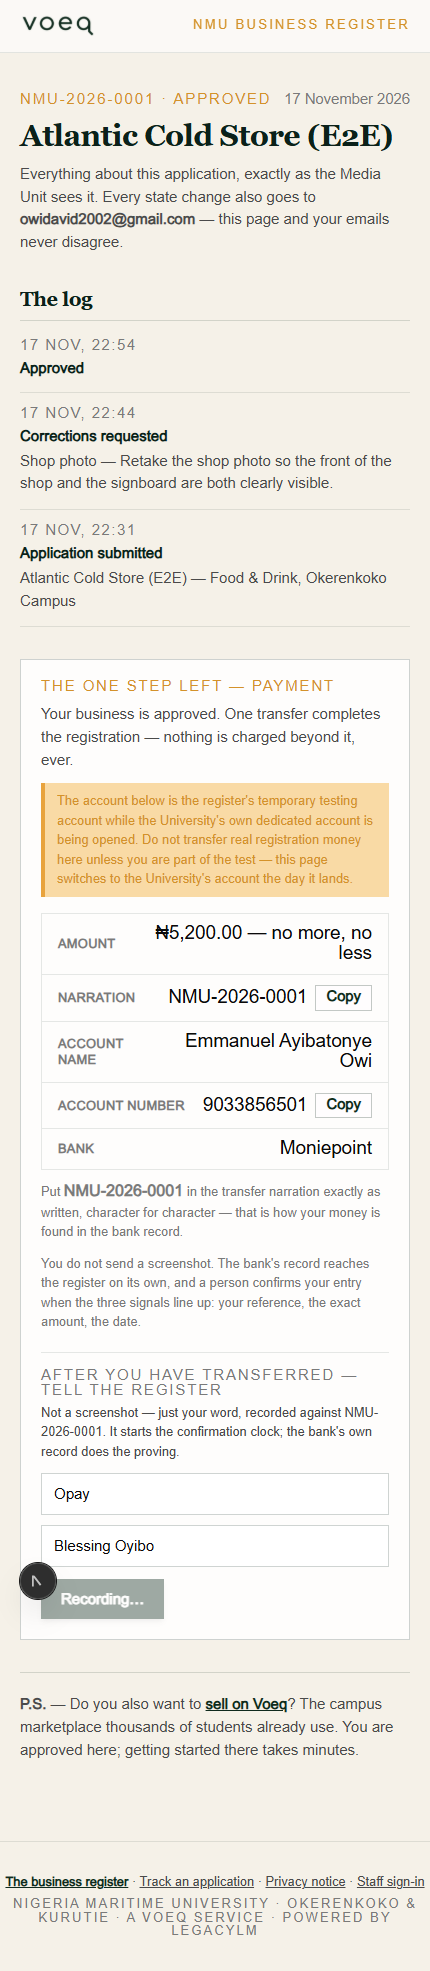 voeq
NMU BUSINESS REGISTER
NMU-2026-0001 · APPROVED
17 November 2026
Atlantic Cold Store (E2E)
Everything about this application, exactly as the Media
Unit sees it. Every state change also goes to
owidavid2002@gmail.com — this page and your emails
never disagree.
The log
17 NOV, 22:54
Approved
17 NOV, 22:44
Corrections requested
Shop photo — Retake the shop photo so the front of the
shop and the signboard are both clearly visible.
17 NOV, 22:31
Application submitted
Atlantic Cold Store (E2E) — Food & Drink, Okerenkoko
Campus
THE ONE STEP LEFT — PAYMENT
Your business is approved. One transfer completes
the registration — nothing is charged beyond it,
ever.
The account below is the register's temporary testing
account while the University's own dedicated account is
being opened. Do not transfer real registration money
here unless you are part of the test — this page
switches to the University's account the day it lands.
AMOUNT
₦5,200.00 — no more, no
less
NARRATION
NMU-2026-0001
Copy
ACCOUNT
NAME
Emmanuel Ayibatonye
Owi
ACCOUNT NUMBER
9033856501
Copy
BANK
Moniepoint
Put NMU-2026-0001 in the transfer narration exactly as
written, character for character — that is how your money is
found in the bank record.
You do not send a screenshot. The bank's record reaches
the register on its own, and a person confirms your entry
when the three signals line up: your reference, the exact
amount, the date.
AFTER YOU HAVE TRANSFERRED —
TELL THE REGISTER
Not a screenshot — just your word, recorded against NMU-
2026-0001. It starts the confirmation clock; the bank's own
record does the proving.
Opay
Blessing Oyibo
Recording...
P.S. — Do you also want to sell on Voeq? The campus
marketplace thousands of students already use. You are
approved here; getting started there takes minutes.
The business register · Track an application · Privacy notice · Staff sign-in
NIGERIA MARITIME UNIVERSITY · OKERENKOKO &
KURUTIE · A VOEQ SERVICE · POWERED BY
LEGACYLM